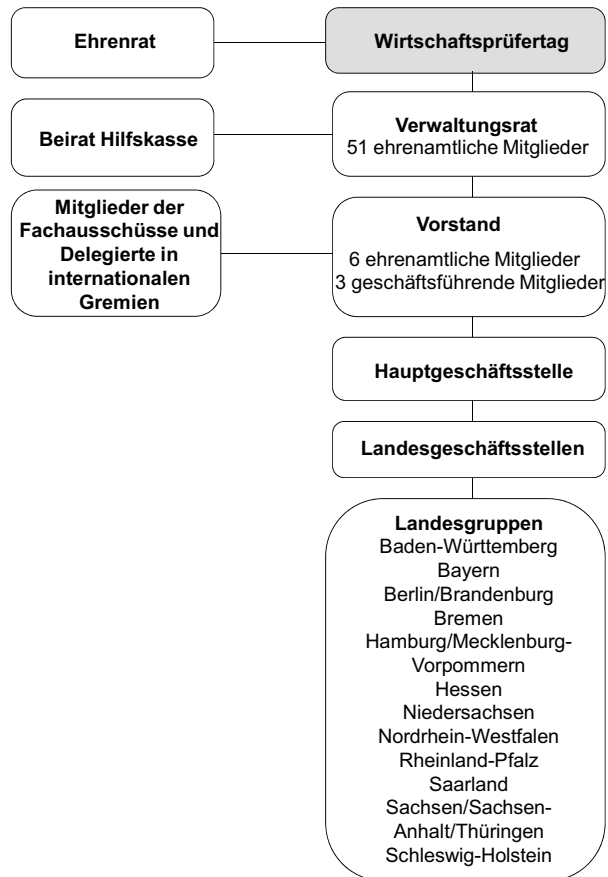 Ehrenrat
Wirtschaftsprüfertag
Beirat Hilfskasse
Verwaltungsrat
51 ehrenamtliche Mitglieder
Mitglieder der
Fachausschüsse und
Delegierte in
internationalen
Gremien
Vorstand
6 ehrenamtliche Mitglieder
3 geschäftsführende Mitglieder
Hauptgeschäftsstelle
Landesgeschäftsstellen
Landesgruppen
Baden-Württemberg
Bayern
Berlin/Brandenburg
Bremen
Hamburg/Mecklenburg-
Vorpommern
Hessen
Niedersachsen
Nordrhein-Westfalen
Rheinland-Pfalz
Saarland
Sachsen/Sachsen-
Anhalt/Thüringen
Schleswig-Holstein